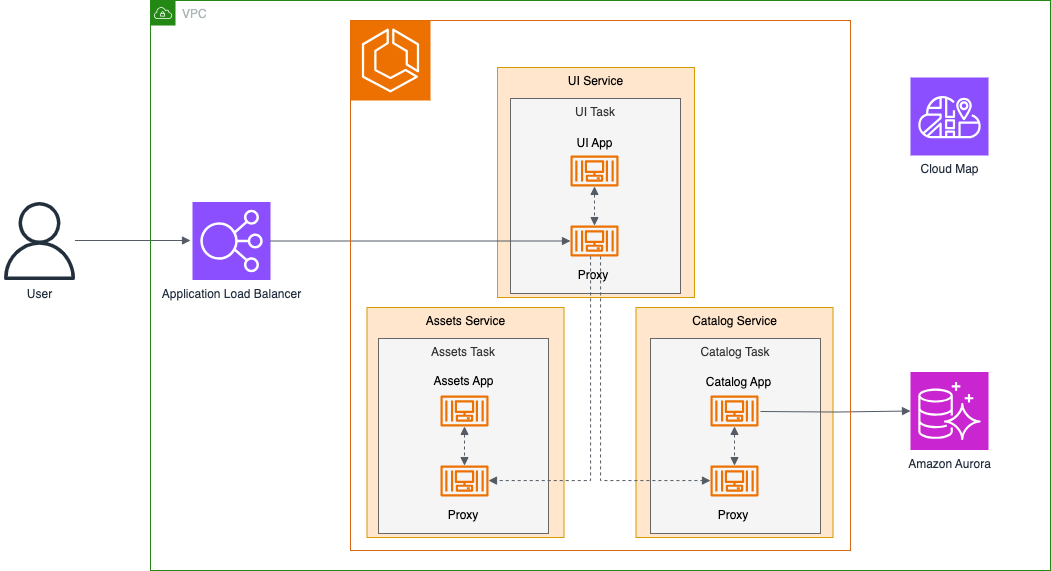 VPC
UI Service
UI Task
UI App
Proxy
Cloud Map
User
Application Load Balancer
Assets Service
Assets Task
Assets App
Proxy
Catalog Service
Catalog Task
Catalog App
Proxy
Amazon Aurora